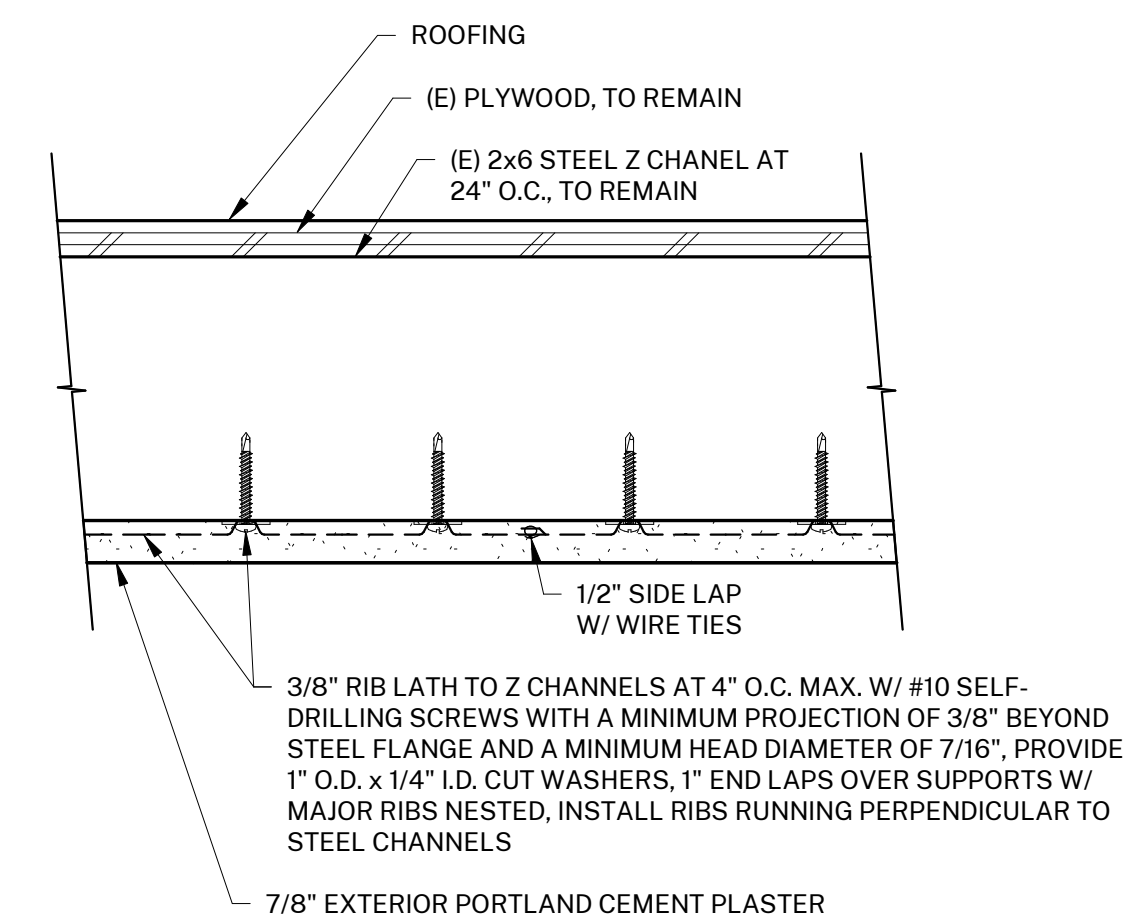 ROOFING
(E) PLYWOOD, TO REMAIN
(E) 2x6 STEEL Z CHANEL AT
24" O.C., TO REMAIN
1/2" SIDE LAP
W/ WIRE TIES
3/8" RIB LATH TO Z CHANNELS AT 4" O.C. MAX. W/ #10 SELF-
DRILLING SCREWS WITH A MINIMUM PROJECTION OF 3/8" BEYOND
STEEL FLANGE AND A MINIMUM HEAD DIAMETER OF 7/16", PROVIDE
1" O.D. x 1/4" I.D. CUT WASHERS, 1" END LAPS OVER SUPPORTS W/
MAJOR RIBS NESTED, INSTALL RIBS RUNNING PERPENDICULAR TO
STEEL CHANNELS
7/8" EXTERIOR PORTLAND CEMENT PLASTER